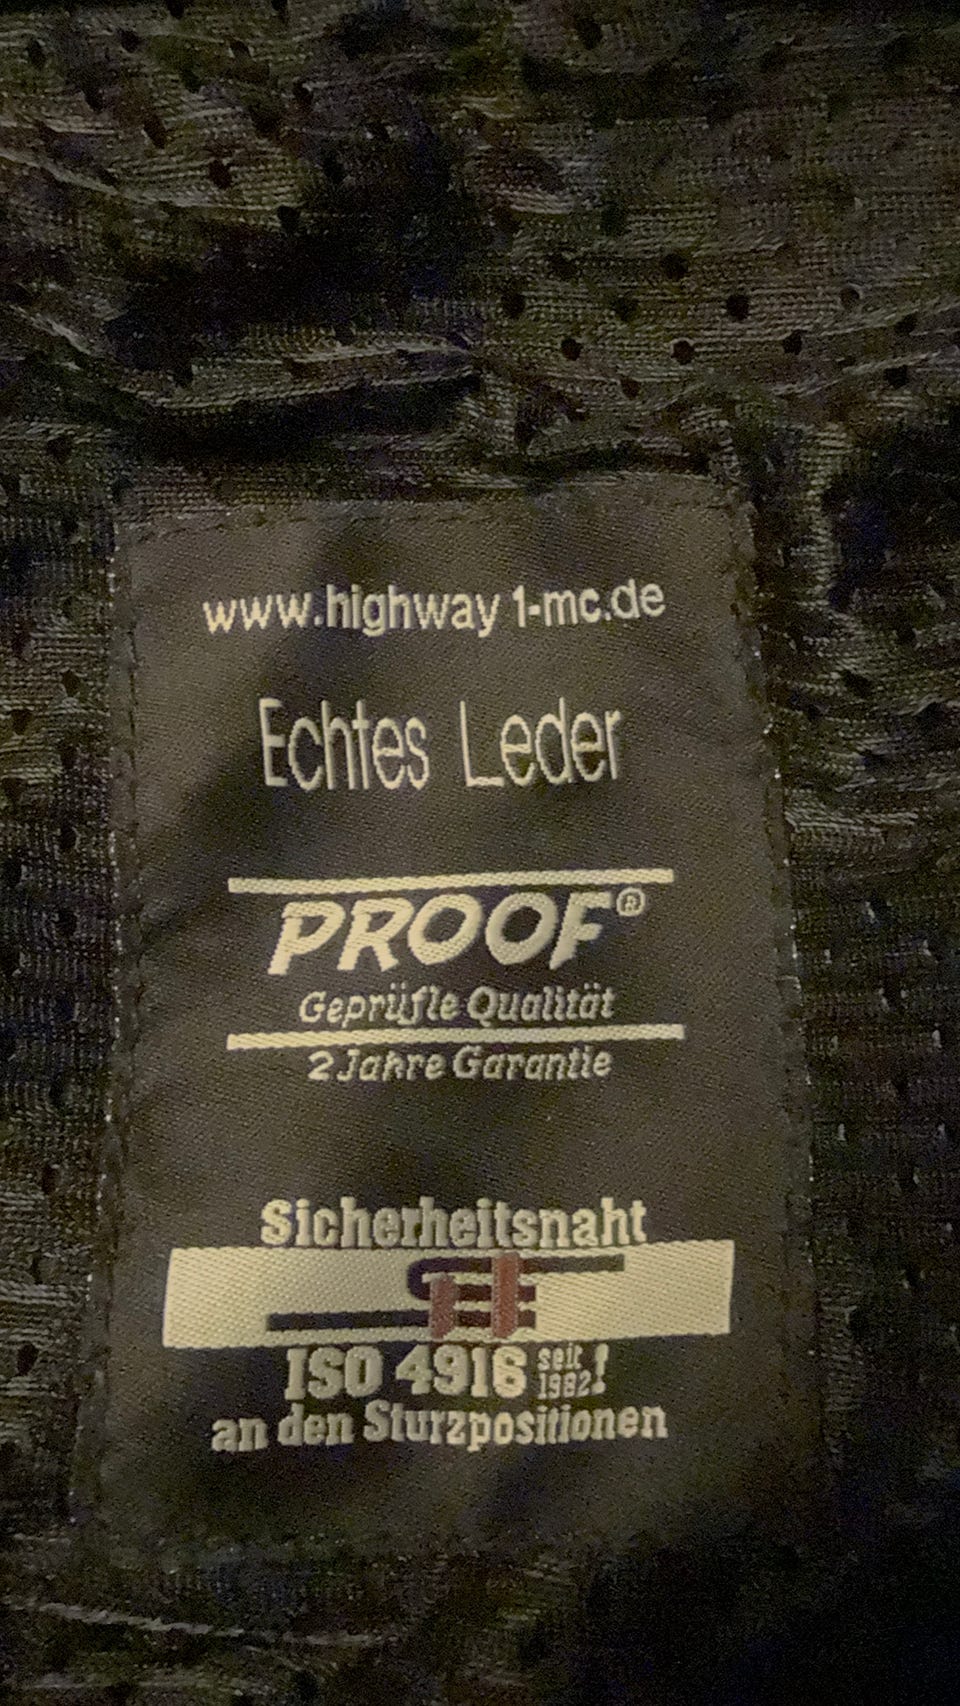 www.highway 1-mc.de
Echtes Leder
PROOF®
Geprüfte Qualität
2 Jahre Garantie
Sicherheitsnaht
ISO 4916 seit 1982!
an den Sturzpositionen